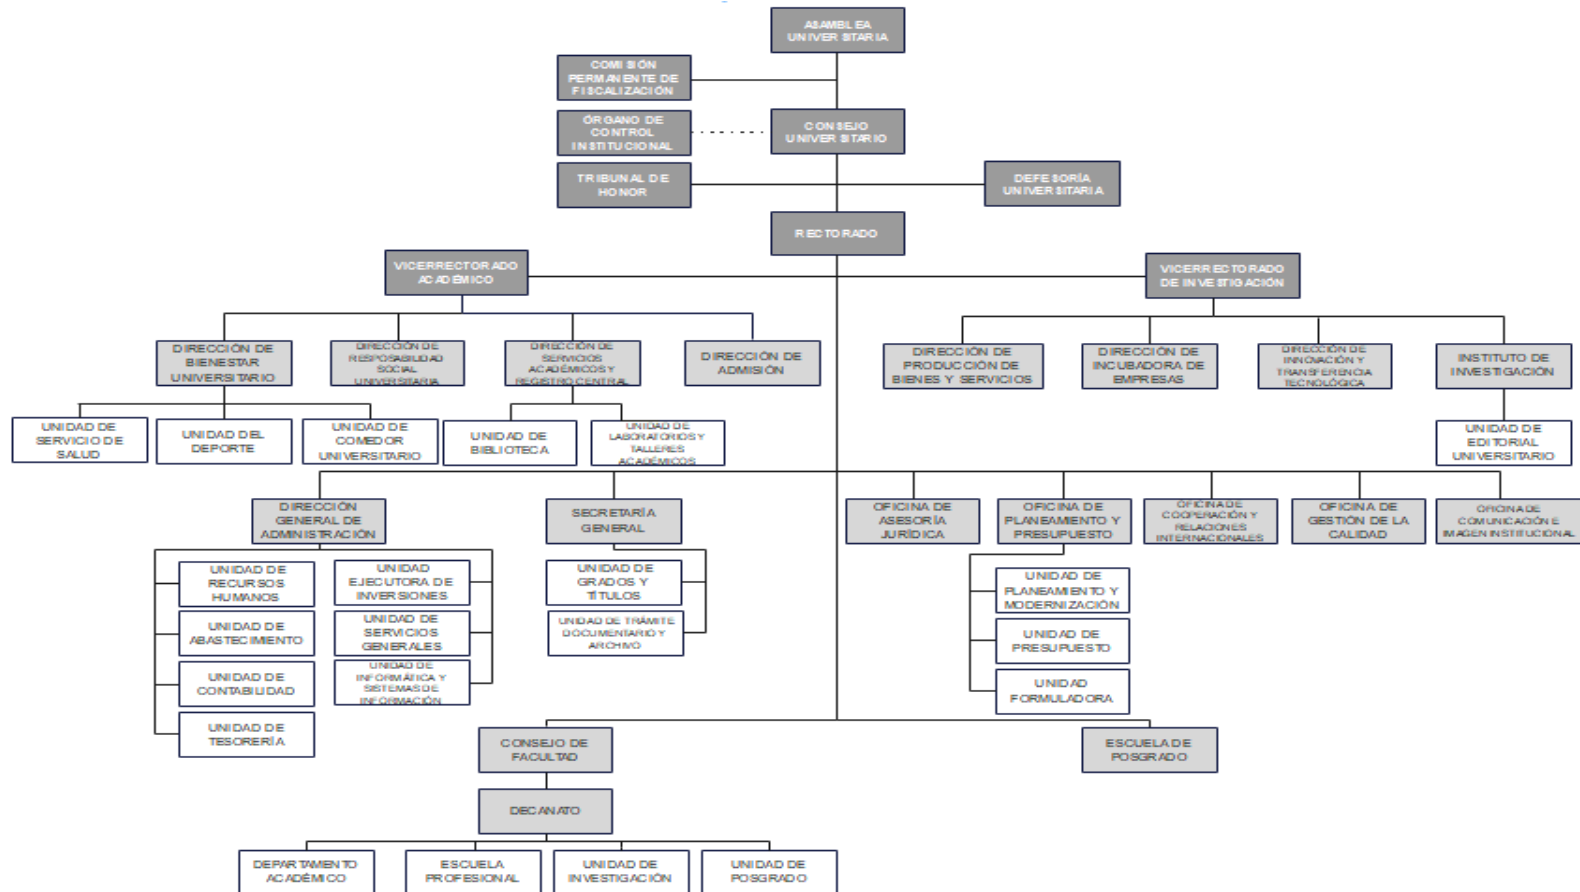 ASAMBLEA
UNIVERSITARIA
COMISIÓN
PERMANENTE DE
FISCALIZACIÓN
ÓRGANO DE
CONTROL
INSTITUCIONAL
CONSEJO
UNIVERSITARIO
TRIBUNAL DE
HONOR
DEFESORÍA
UNIVERSITARIA
RECTORADO
VICERRECTORADO
ACADÉMICO
VICERRECTORADO
DE INVESTIGACIÓN
DIRECCIÓN DE
BIENESTAR
UNIVERSITARIO
DIRECCIÓN DE
RESPOSABILIDAD
SOCIAL
UNIVERSITARIA
DIRECCIÓN DE
SERVICIOS
ACADÉMICOS Y
REGISTRO CENTRAL
DIRECCIÓN DE
ADMISIÓN
DIRECCIÓN DE
PRODUCCIÓN DE
BIENES Y SERVICIOS
DIRECCIÓN DE
INCUBADORA DE
EMPRESAS
DIRECCIÓN DE
INNOVACIÓN Y
TRANSFERENCIA
TECNOLÓGICA
INSTITUTO DE
INVESTIGACIÓN
UNIDAD DE
SERVICIO DE
SALUD
UNIDAD DEL
DEPORTE
UNIDAD DE
COMEDOR
UNIVERSITARIO
UNIDAD DE
BIBLIOTECA
UNIDAD DE
LABORATORIOS Y
TALLERES
ACADÉMICOS
UNIDAD DE
EDITORIAL
UNIVERSITARIO
DIRECCIÓN
GENERAL DE
ADMINISTRACIÓN
SECRETARÍA
GENERAL
OFICINA DE
ASESORÍA
JURÍDICA
OFICINA DE
PLANEAMIENTO Y
PRESUPUESTO
OFICINA DE
COOPERACIÓN Y
RELACIONES
INTERNACIONALES
OFICINA DE
GESTIÓN DE LA
CALIDAD
OFICINA DE
COMUNICACIÓN E
IMAGEN INSTITUCIONAL
UNIDAD DE
RECURSOS
HUMANOS
UNIDAD
EJECUTORA DE
INVERSIONES
UNIDAD DE
GRADOS Y
TÍTULOS
UNIDAD DE
PLANEAMIENTO Y
MODERNIZACIÓN
UNIDAD DE
ABASTECIMIENTO
UNIDAD DE
SERVICIOS
GENERALES
UNIDAD DE TRÁMITE
DOCUMENTARIO Y
ARCHIVO
UNIDAD DE
PRESUPUESTO
UNIDAD DE
CONTABILIDAD
UNIDAD DE
INFORMÁTICA Y
SISTEMAS DE
INFORMACIÓN
UNIDAD
FORMULADORA
UNIDAD DE
TESORERÍA
CONSEJO DE
FACULTAD
ESCUELA DE
POSGRADO
DECANATO
DEPARTAMENTO
ACADÉMICO
ESCUELA
PROFESIONAL
UNIDAD DE
INVESTIGACIÓN
UNIDAD DE
POSGRADO